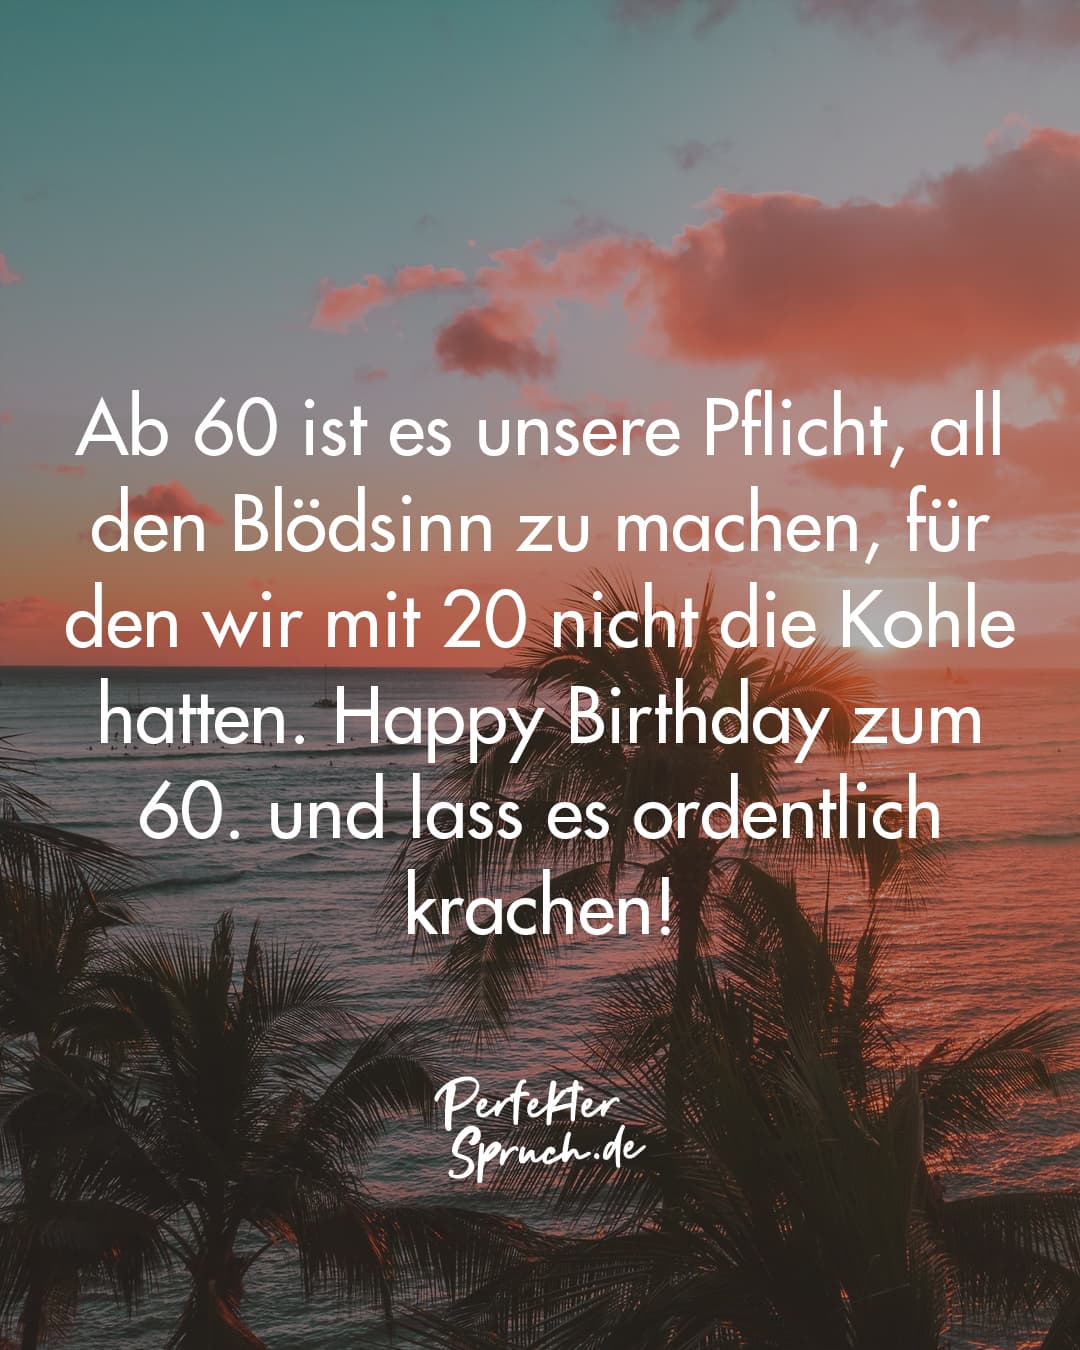 Ab 60 ist es unsere Pflicht, all
den Blödsinn zu machen, für
den wir mit 20 nicht die Kohle
hatten. Happy Birthday zum
60. und lass es ordentlich
krachen!
Perfekter
Spruch.de